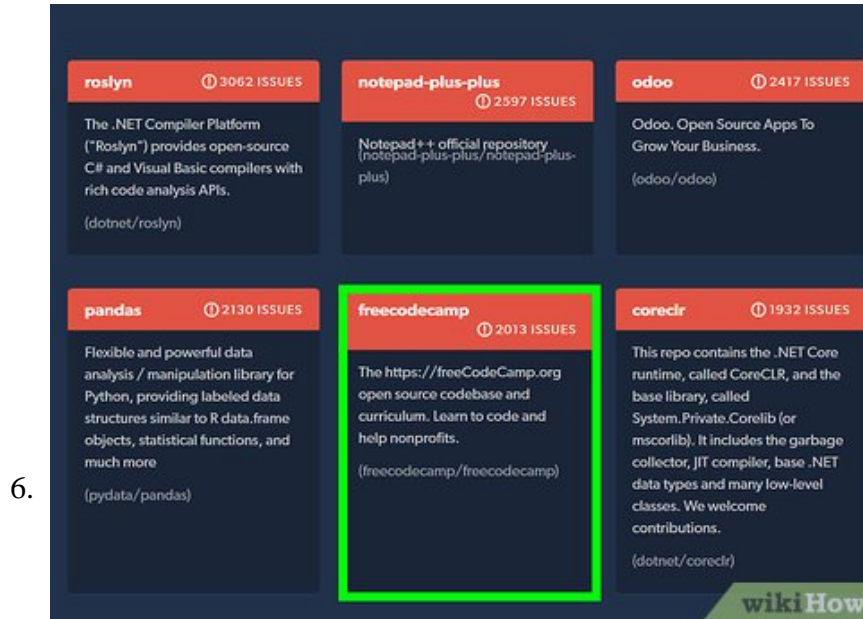 roslyn
3062 ISSUES
The .NET Compiler Platform
("Roslyn") provides open-source
C# and Visual Basic compilers with
rich code analysis APIs.
(dotnet/roslyn)
notepad-plus-plus
2597 ISSUES
Notepad++ official repository
(notepad-plus-plus/notepad-plus-
plus)
odoo
2417 ISSUES
Odoo. Open Source Apps To
Grow Your Business.
(odoo/odoo)
pandas
2130 ISSUES
Flexible and powerful data
analysis / manipulation library for
Python, providing labeled data
structures similar to R data.frame
objects, statistical functions, and
much more
(pydata/pandas)
freecodecamp
2013 ISSUES
The https://freeCodeCamp.org
open source codebase and
curriculum. Learn to code and
help nonprofits.
(freecodecamp/freecodecamp)
coreclr
1932 ISSUES
This repo contains the .NET Core
runtime, called CoreCLR, and the
base library, called
System.Private.Corelib (or
mscorlib). It includes the garbage
collector, JIT compiler, base .NET
data types and many low-level
classes. We welcome
contributions.
(dotnet/coreclr)
6.
wikiHow